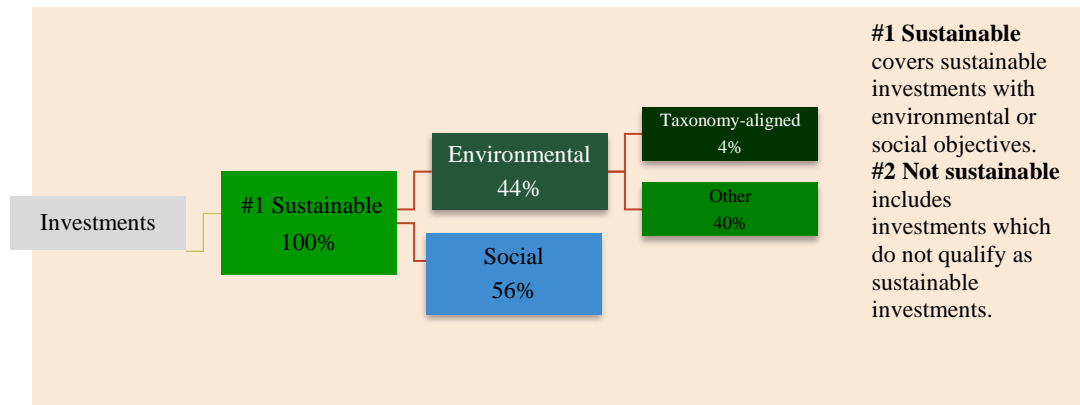 Investments
#1 Sustainable
100%
Environmental
44%
Social
56%
Taxonomy-aligned
4%
Other
40%
#1 Sustainable
covers sustainable
investments with
environmental or
social objectives.
#2 Not sustainable
includes
investments which
do not qualify as
sustainable
investments.